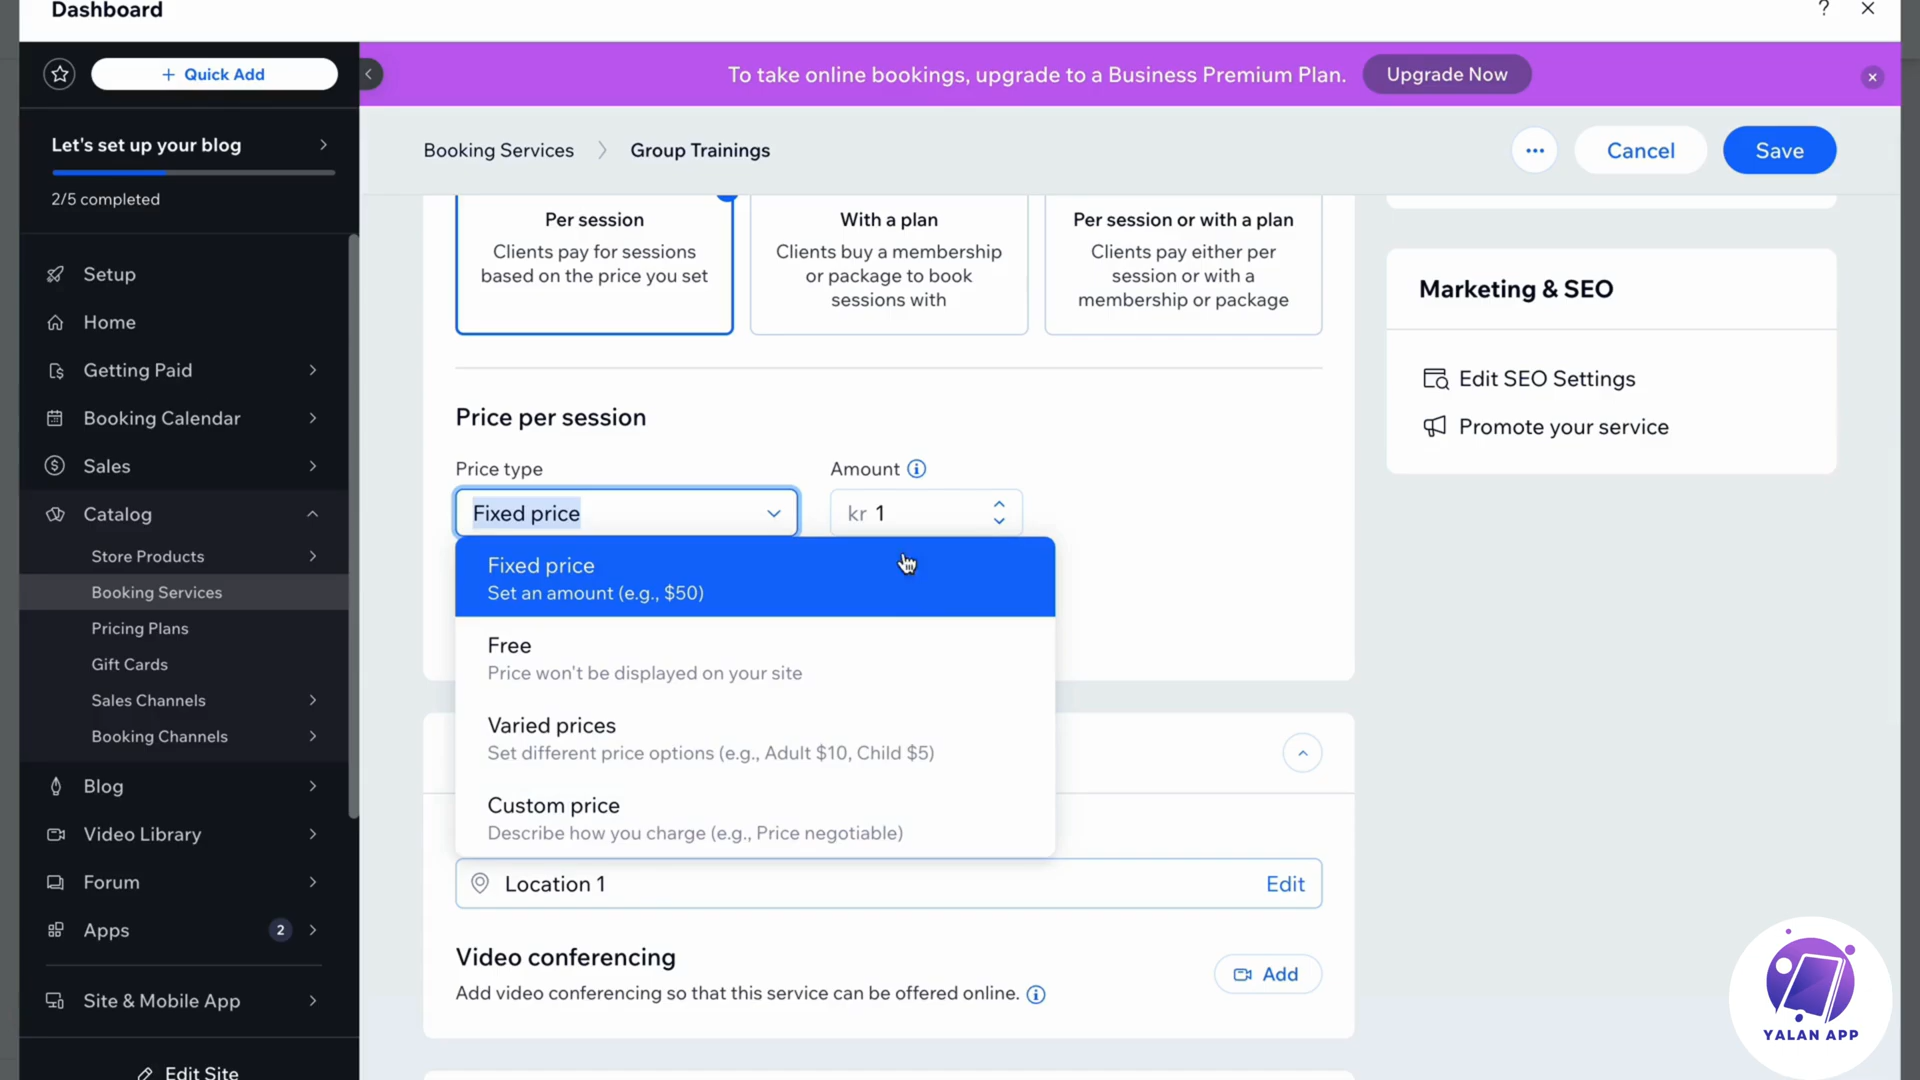 Dashboard
?
Quick Add
To take online bookings, upgrade to a Business Premium Plan.
Upgrade Now
Let's set up your blog
2/5 completed
Booking Services
Group Trainings
Cancel
Save
Setup
Home
Getting Paid
Booking Calendar
Sales
Catalog
Store Products
Booking Services
Pricing Plans
Gift Cards
Sales Channels
Booking Channels
Blog
Video Library
Forum
Apps
2
Site & Mobile App
Edit Site
Per session
Clients pay for sessions
based on the price you set
With a plan
Clients buy a membership
or package to book
sessions with
Per session or with a plan
Clients pay either per
session or with a
membership or package
Price per session
Price type
Amount
Fixed price
kr 1
Fixed price
Set an amount (e.g., $50)
Free
Price won't be displayed on your site
Varied prices
Set different price options (e.g., Adult $10, Child $5)
Custom price
Describe how you charge (e.g., Price negotiable)
Location 1
Edit
Video conferencing
Add video conferencing so that this service can be offered online.
Add
Marketing & SEO
Edit SEO Settings
Promote your service
YALAN APP